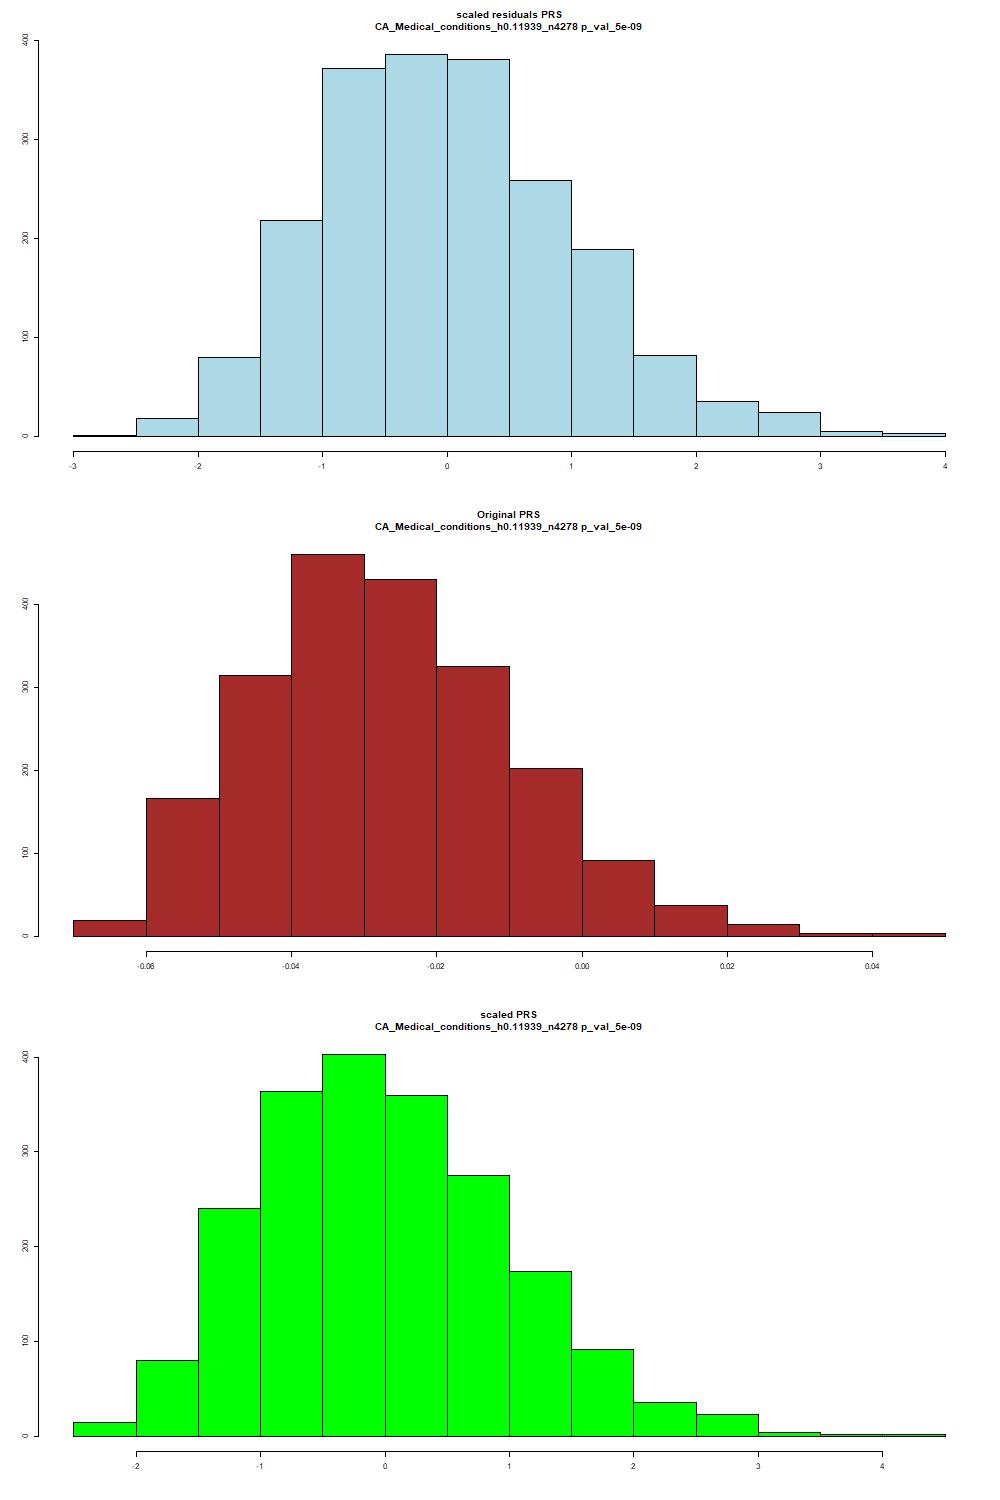 scaled residuals PRS
CA_Medical_conditions_h0.11939_n4278 p_val_5e-09
400
300
200
100
0
-3 -2 -1 0 1 2 3 4
Original PRS
CA_Medical_conditions_h0.11939_n4278 p_val_5e-09
400
300
200
100
0
-0.06 -0.04 -0.02 0.00 0.02 0.04
scaled PRS
CA_Medical_conditions_h0.11939_n4278 p_val_5e-09
400
300
200
100
0
-2 -1 0 1 2 3 4